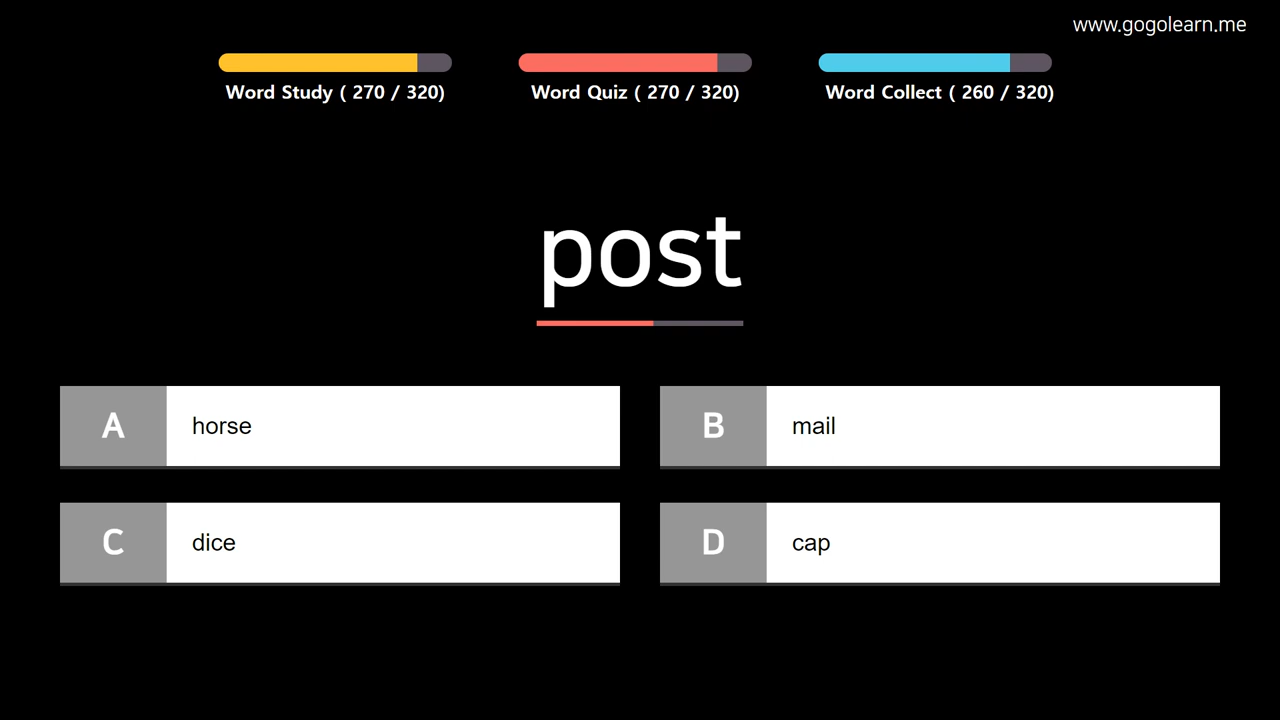 www.gogolearn.me
Word Study ( 270 / 320)
Word Quiz ( 270 / 320)
Word Collect ( 260 / 320)
post
A horse
B mail
C dice
D cap